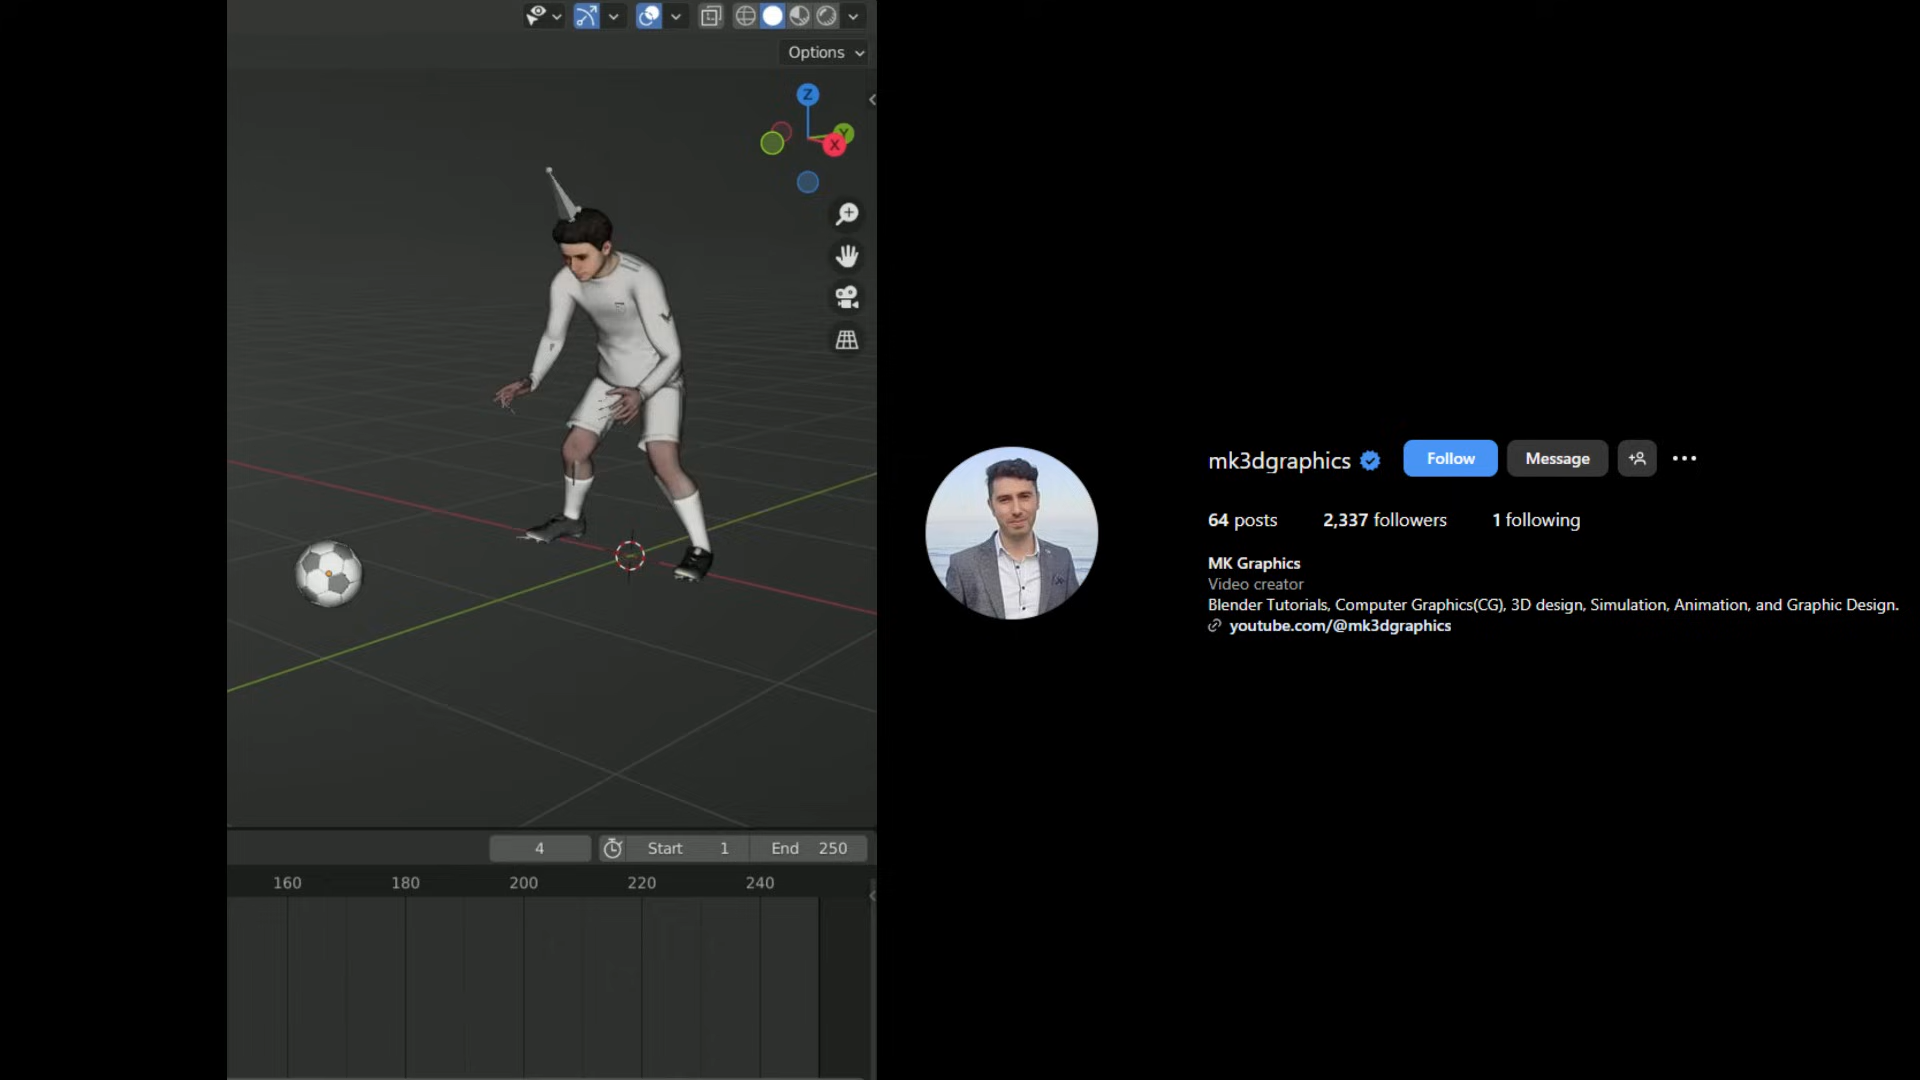 Options
Z
Y
X
4
Start 1
End 250
160 180 200 220 240
mk3dgraphics
Follow
Message
64 posts
2,337 followers
1 following
MK Graphics
Video creator
Blender Tutorials, Computer Graphics(CG), 3D design, Simulation, Animation, and Graphic Design.
youtube.com/@mk3dgraphics